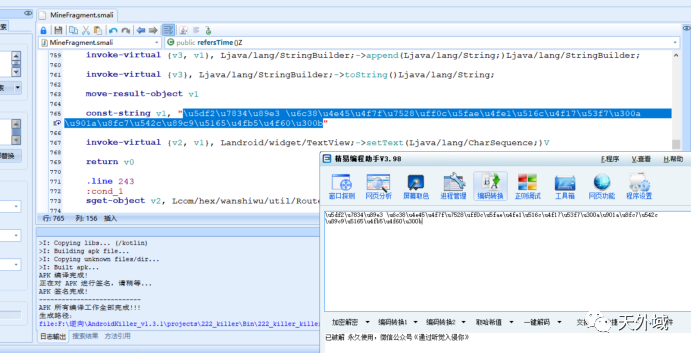 MineFragment.smali
MineFragment.smali
public refersTime()Z
769
invoke-virtual {v3, v1}, Ljava/lang/StringBuilder;->append(Ljava/lang/String;)Ljava/lang/StringBuilder;
760
761
invoke-virtual {v3}, Ljava/lang/StringBuilder;->toString()Ljava/lang/String;
762
763
move-result-object v1
764
765
const-string v1, "\u5df2\u7834\u89e3 \u6c38\u4e45\u4f7f\u7528\uff0c\u5fae\u4fe1\u516c\u4f17\u53f7\u300a
\u901a\u8fc7\u542c\u89c9\u5165\u4fb5\u4f60\u300b"
766
767
invoke-virtual {v2, v1}, Landroid/widget/TextView;->setText(Ljava/lang/CharSequence;)V
768
769
return v0
770
771
.line 243
772
:cond_1
773
sget-object v2, Lcom/hex/wanshiwu/util/Route
替换
行: 765 列: 156 插入
>I: Copying libs... (/kotlin)
>I: Building apk file...
>I: Copying unknown files/dir...
>I: Built apk...
APK 编译完成!
正在对 APK 进行签名,请稍等...
APK 签名完成!
--------------------------
APK 所有编译工作全部完成!!!
生成路径:
file:F:\逆向\AndroidKiller_v1.3.1\projects\222_killer\Bin\222_killer_kille
日志输出 搜索结果 方法引用
精易编程助手V3.98
F.程序 V.查看 H.帮助
窗口探测 网页分析 屏幕取色 进程管理 编码转换 正则调试 工具箱 网页功能 程序设置
\u5df2\u7834\u89e3 \u6c38\u4e45\u4f7f\u7528\uff0c\u5fae\u4fe1\u516c\u4f17\u53f7\u300a\u901a\u8fc7\u542c
\u89c9\u5165\u4fb5\u4f60\u300b
加密解密 编码转换1 编码转换2 取哈希值 一键解码
已破解 永久使用,微信公众号《通过听觉入侵你》
天外域